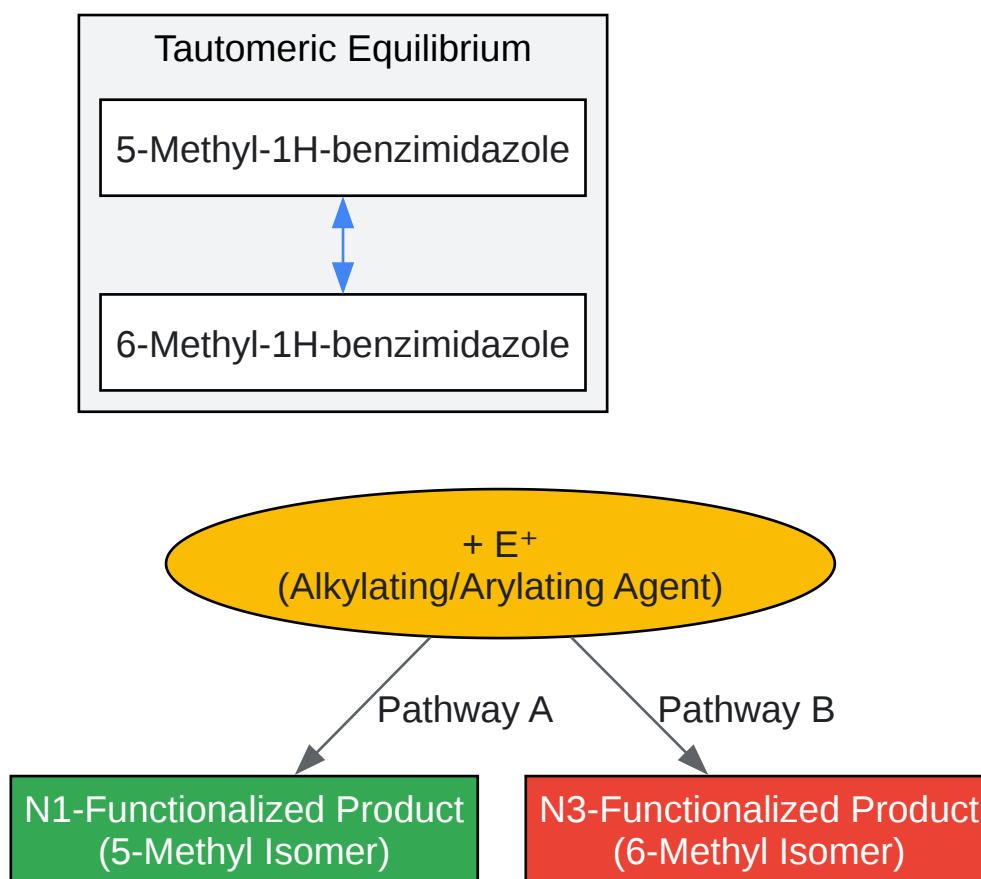 Tautomeric Equilibrium
5-Methyl-1H-benzimidazole
6-Methyl-1H-benzimidazole
+ E⁺
(Alkylating/Arylating Agent)
Pathway A
Pathway B
N1-Functionalized Product
(5-Methyl Isomer)
N3-Functionalized Product
(6-Methyl Isomer)